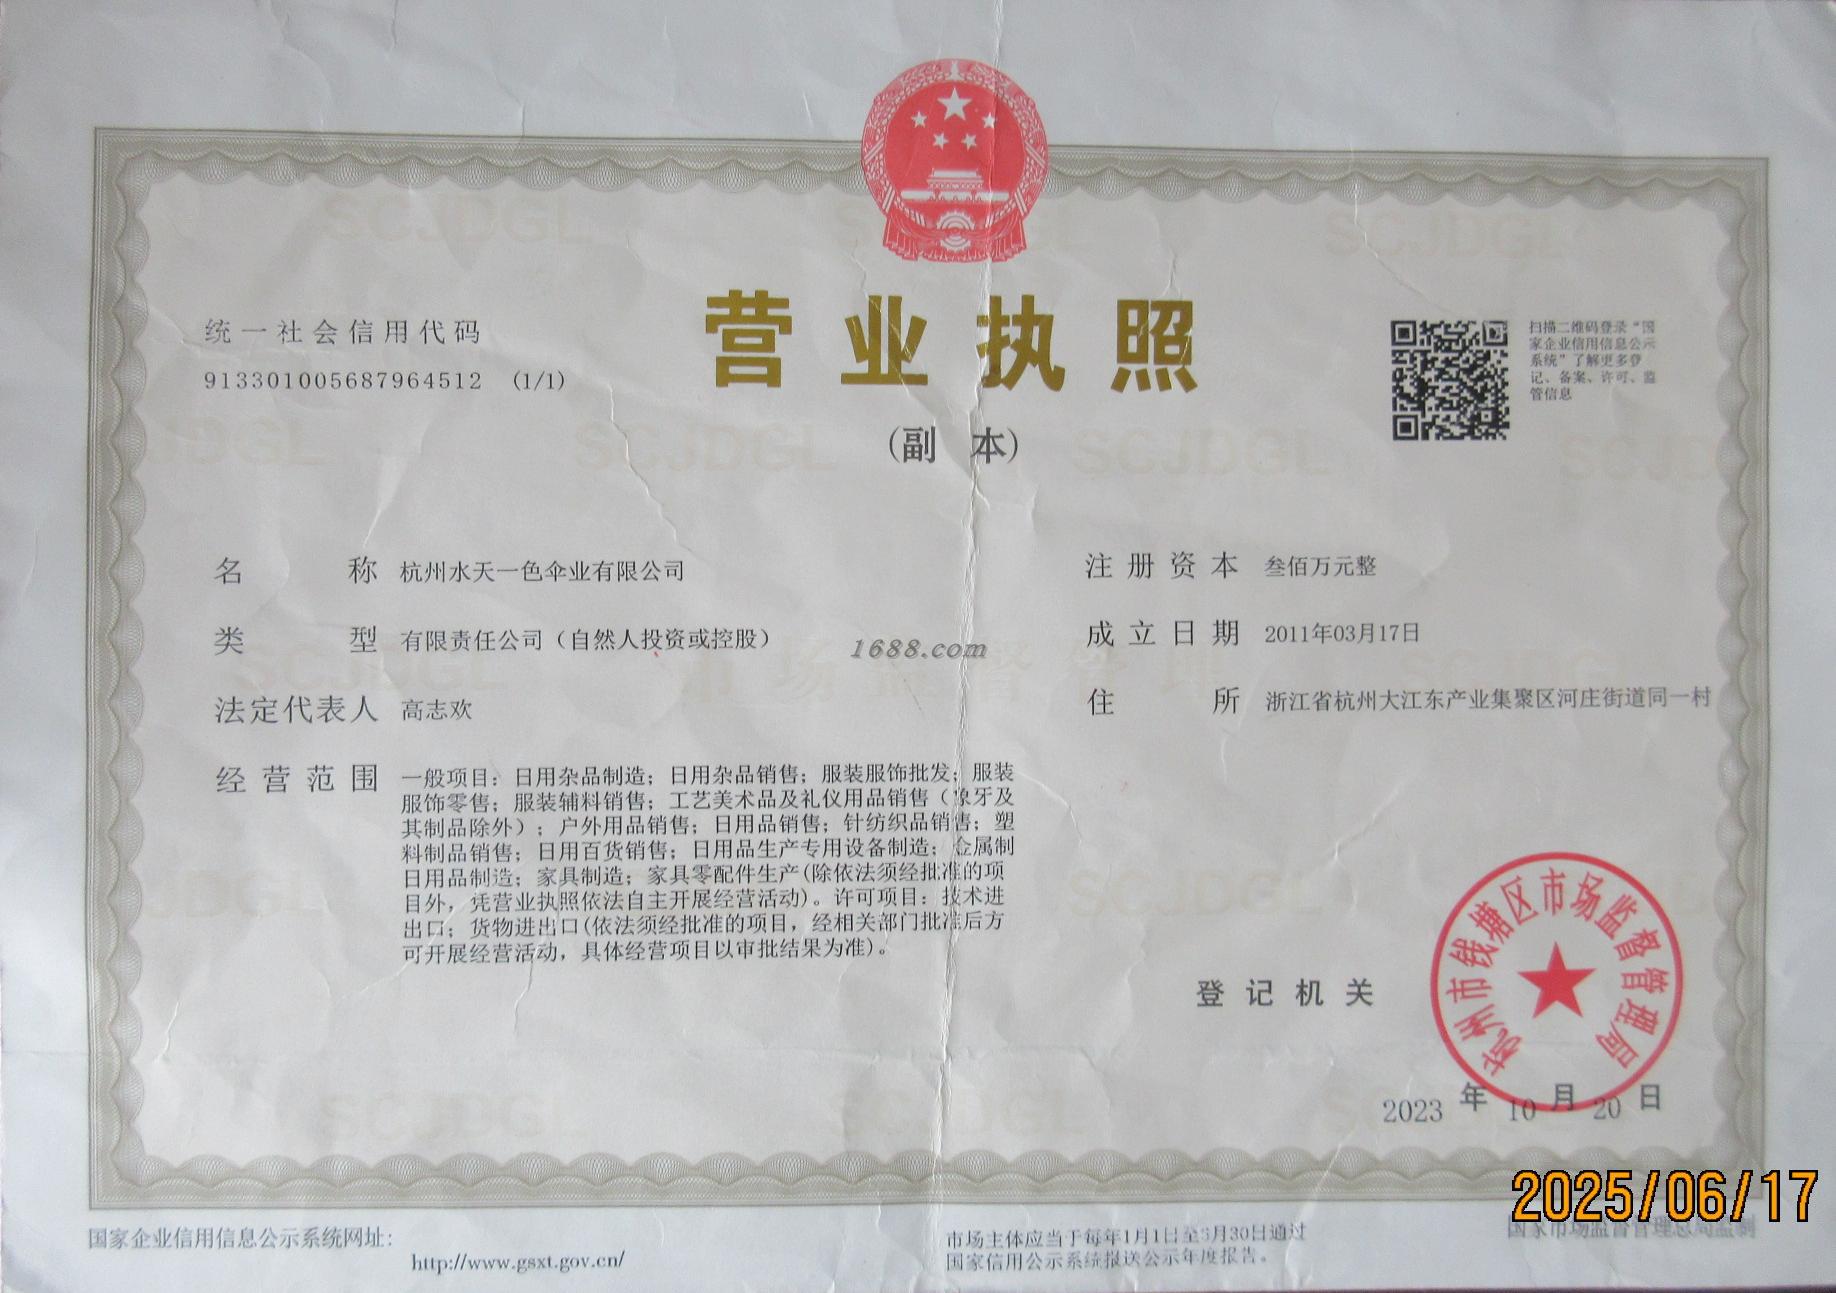 统一社会信用代码
913301005687964512 (1/1)
营业执照
(副 本)
扫描二维码登录“国
家企业信用信息公示
系统”了解更多登
记、备案、许可、监
管信息
名 称 杭州水天一色伞业有限公司
类 型 有限责任公司（自然人投资或控股）
法定代表人 高志欢
经营范围 一般项目：日用杂品制造；日用杂品销售；服装服饰批发；服装
服饰零售；服装辅料销售；工艺美术品及礼仪用品销售（象牙及
其制品除外）；户外用品销售；日用品销售；针纺织品销售；塑
料制品销售；日用百货销售；日用品生产专用设备制造；金属制
日用品制造；家具制造；家具零配件生产(除依法须经批准的项
目外，凭营业执照依法自主开展经营活动)。许可项目：技术进
出口；货物进出口(依法须经批准的项目，经相关部门批准后方
可开展经营活动，具体经营项目以审批结果为准)。
注册资本 叁佰万元整
成立日期 2011年03月17日
住 所 浙江省杭州大江东产业集聚区河庄街道同一村
1688.com
登记机关
杭州市钱塘区市场监督管理局
2023 年 10 月 20 日
2025/06/17
国家企业信用信息公示系统网址：
http://www.gsxt.gov.cn/
市场主体应当于每年1月1日至6月30日通过
国家信用公示系统报送公示年度报告。
国家市场监督管理总局监制
SCJDGL
市场监督管理